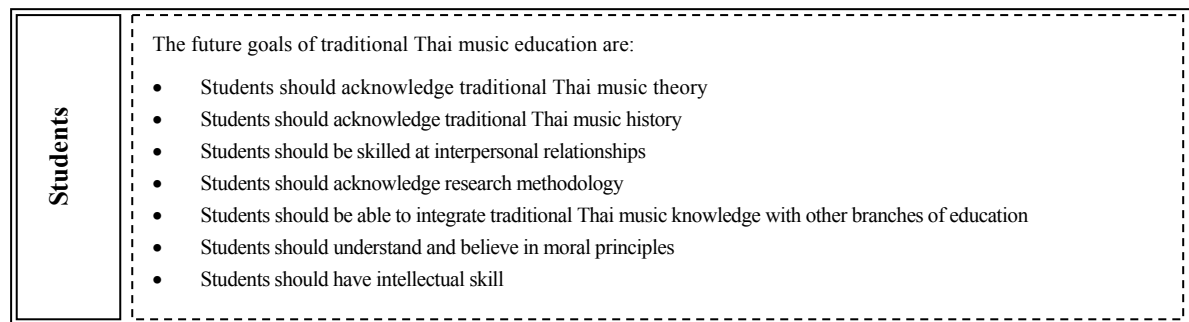 Students
The future goals of traditional Thai music education are:
• Students should acknowledge traditional Thai music theory
• Students should acknowledge traditional Thai music history
• Students should be skilled at interpersonal relationships
• Students should acknowledge research methodology
• Students should be able to integrate traditional Thai music knowledge with other branches of education
• Students should understand and believe in moral principles
• Students should have intellectual skill